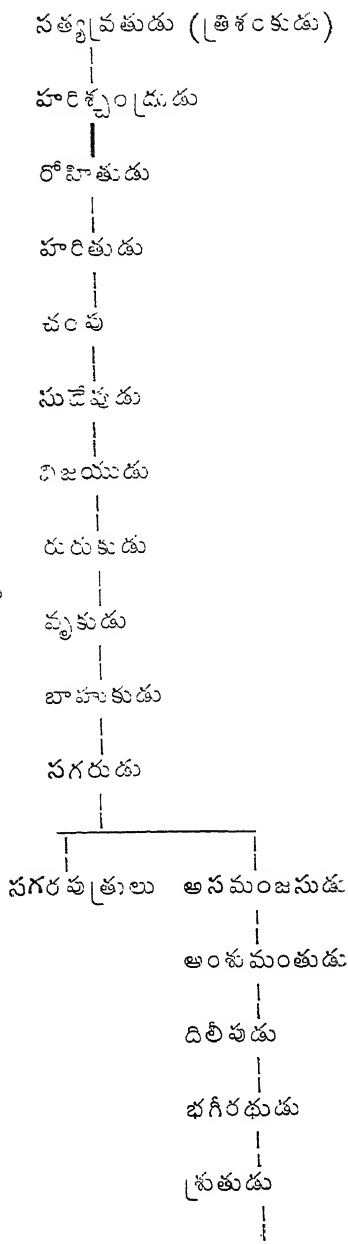 సత్యవ్రతుడు (త్రిశంకుడు)
హరిశ్చంద్రుడు
రోహితుడు
హరితుడు
చంపు
సుదేవుడు
విజయుడు
రురుకుడు
వృకుడు
బాహుకుడు
సగరుడు
సగరపుత్రులు అసమంజసుడు
అంశుమంతుడు
దిలీపుడు
భగీరథుడు
శ్రుతుడు